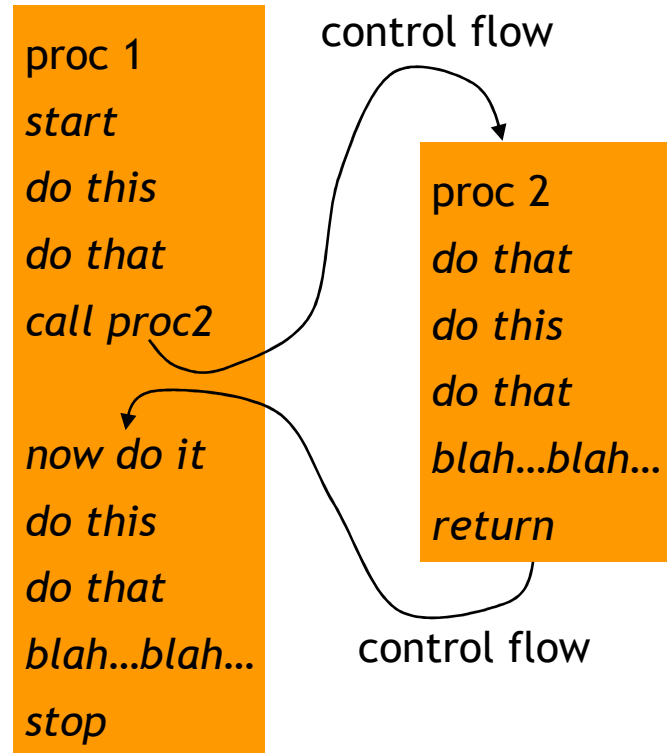 control flow
proc 1
start
do this
do that
call proc2
now do it
do this
do that
blah…blah…
stop
proc 2
do that
do this
do that
blah…blah…
return
control flow